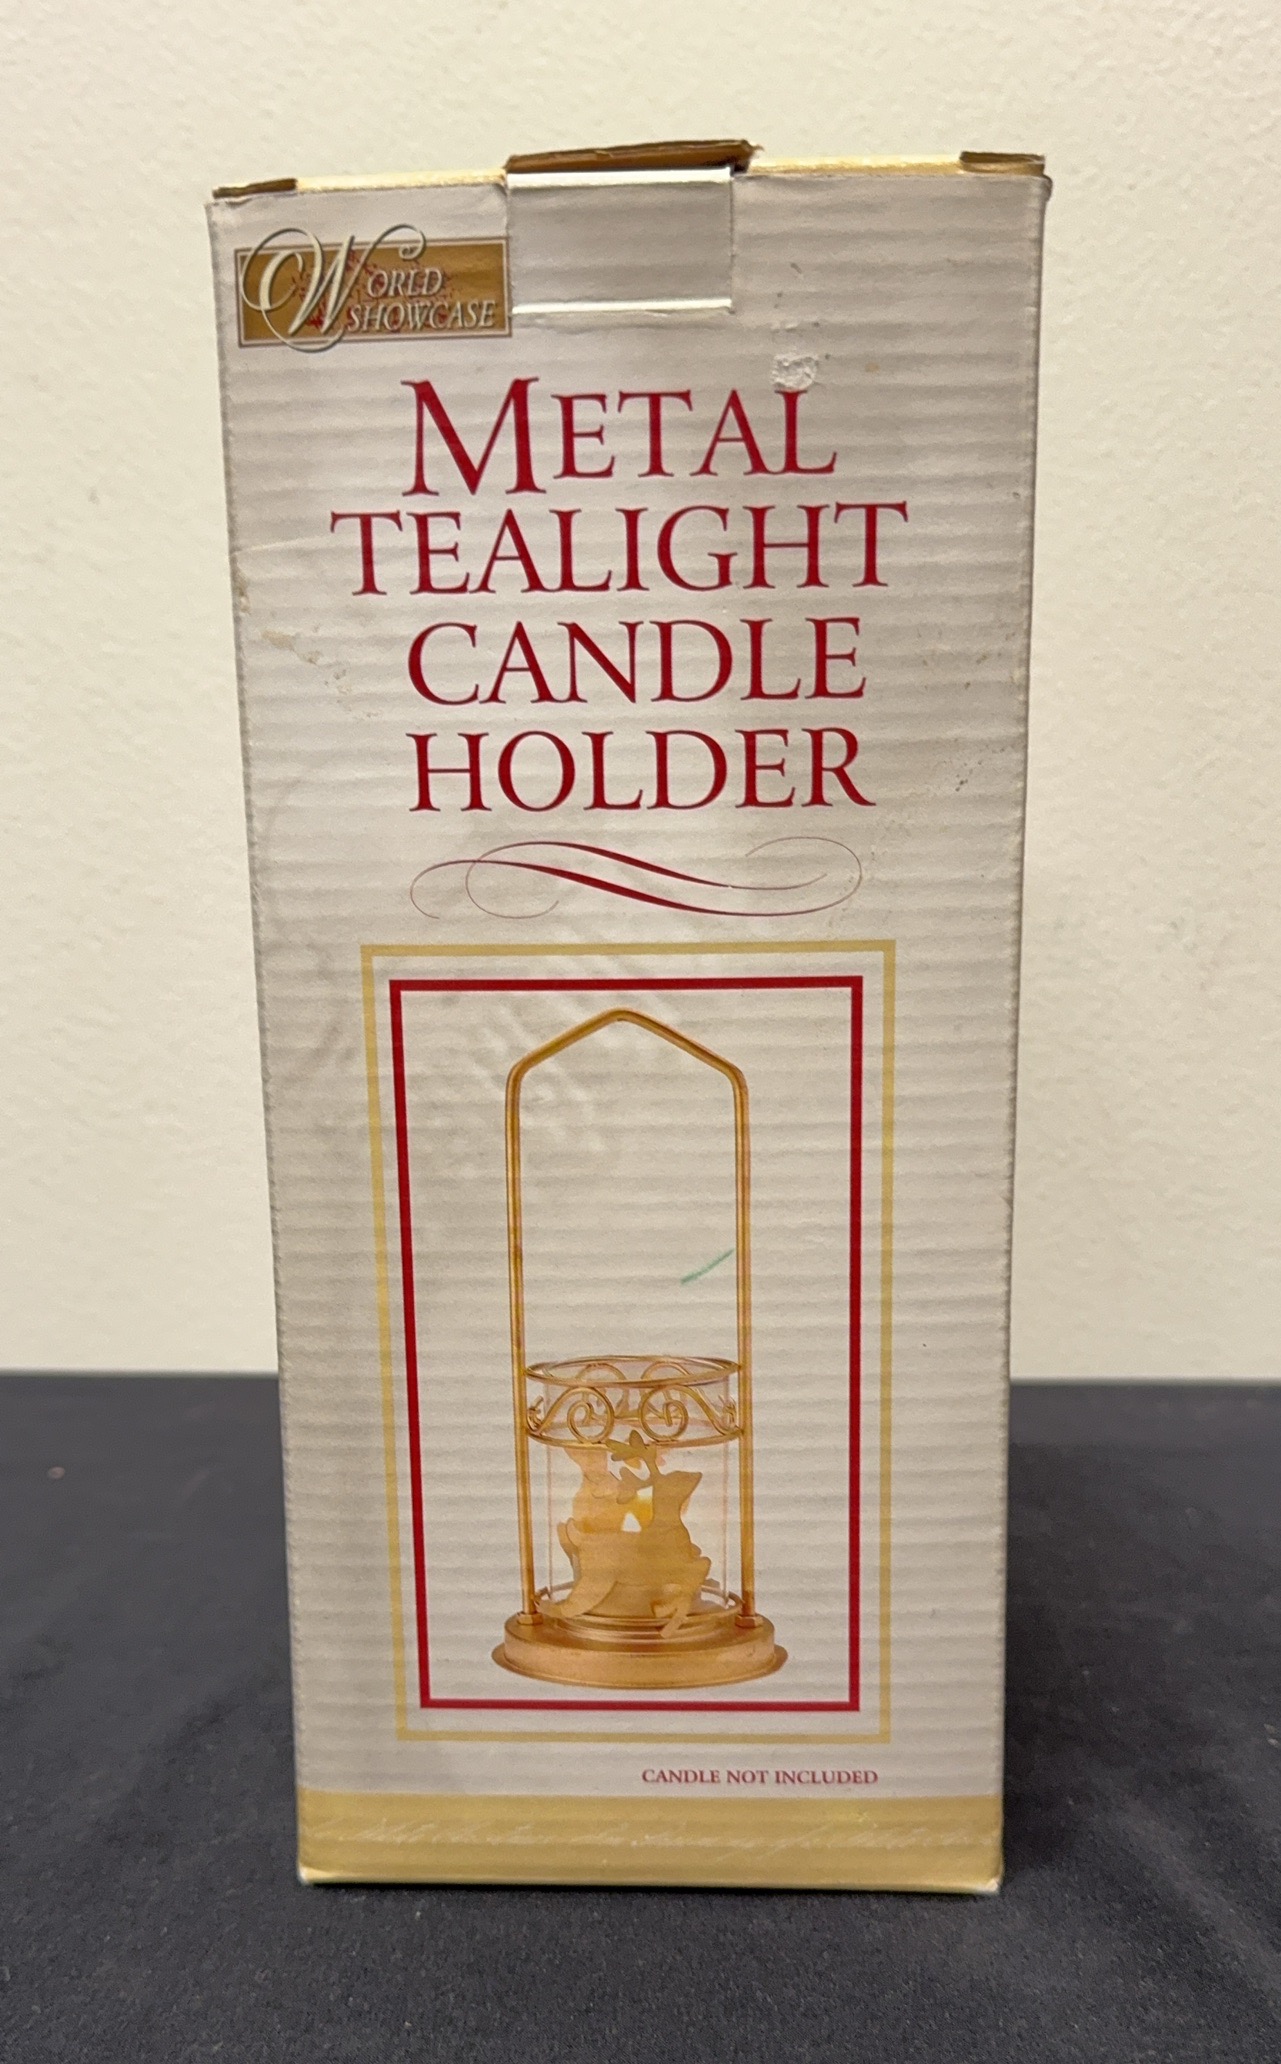 WORLD
SHOWCASE
METAL
TEALIGHT
CANDLE
HOLDER
CANDLE NOT INCLUDED